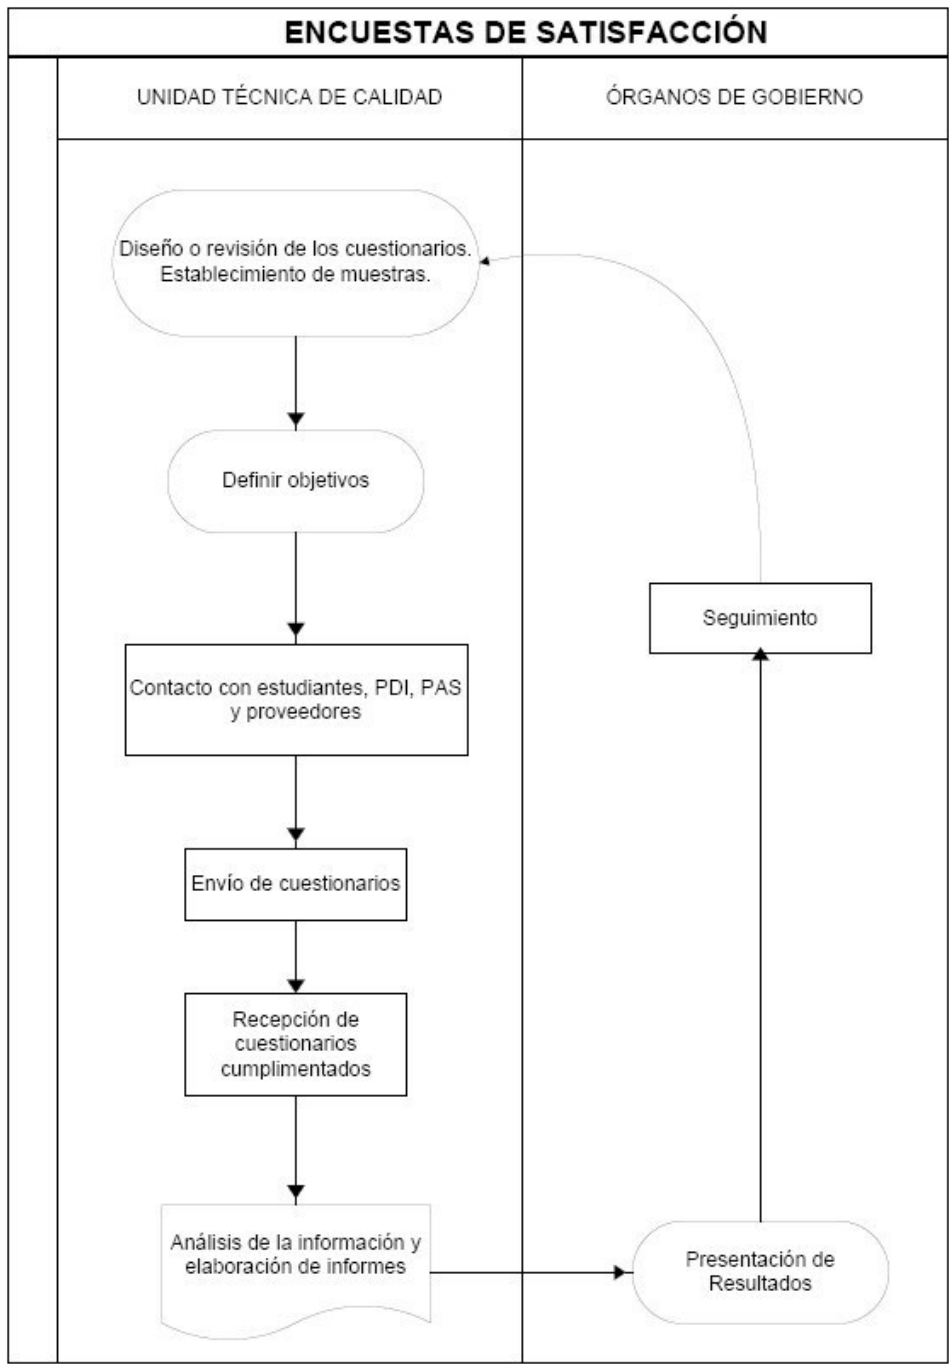 ENCUESTAS DE SATISFACCIÓN
UNIDAD TÉCNICA DE CALIDAD
ÓRGANOS DE GOBIERNO
Diseño o revisión de los cuestionarios.
Establecimiento de muestras.
Definir objetivos
Contacto con estudiantes, PDI, PAS
y proveedores
Envío de cuestionarios
Recepción de
cuestionarios
cumplimentados
Análisis de la información y
elaboración de informes
Presentación de
Resultados
Seguimiento